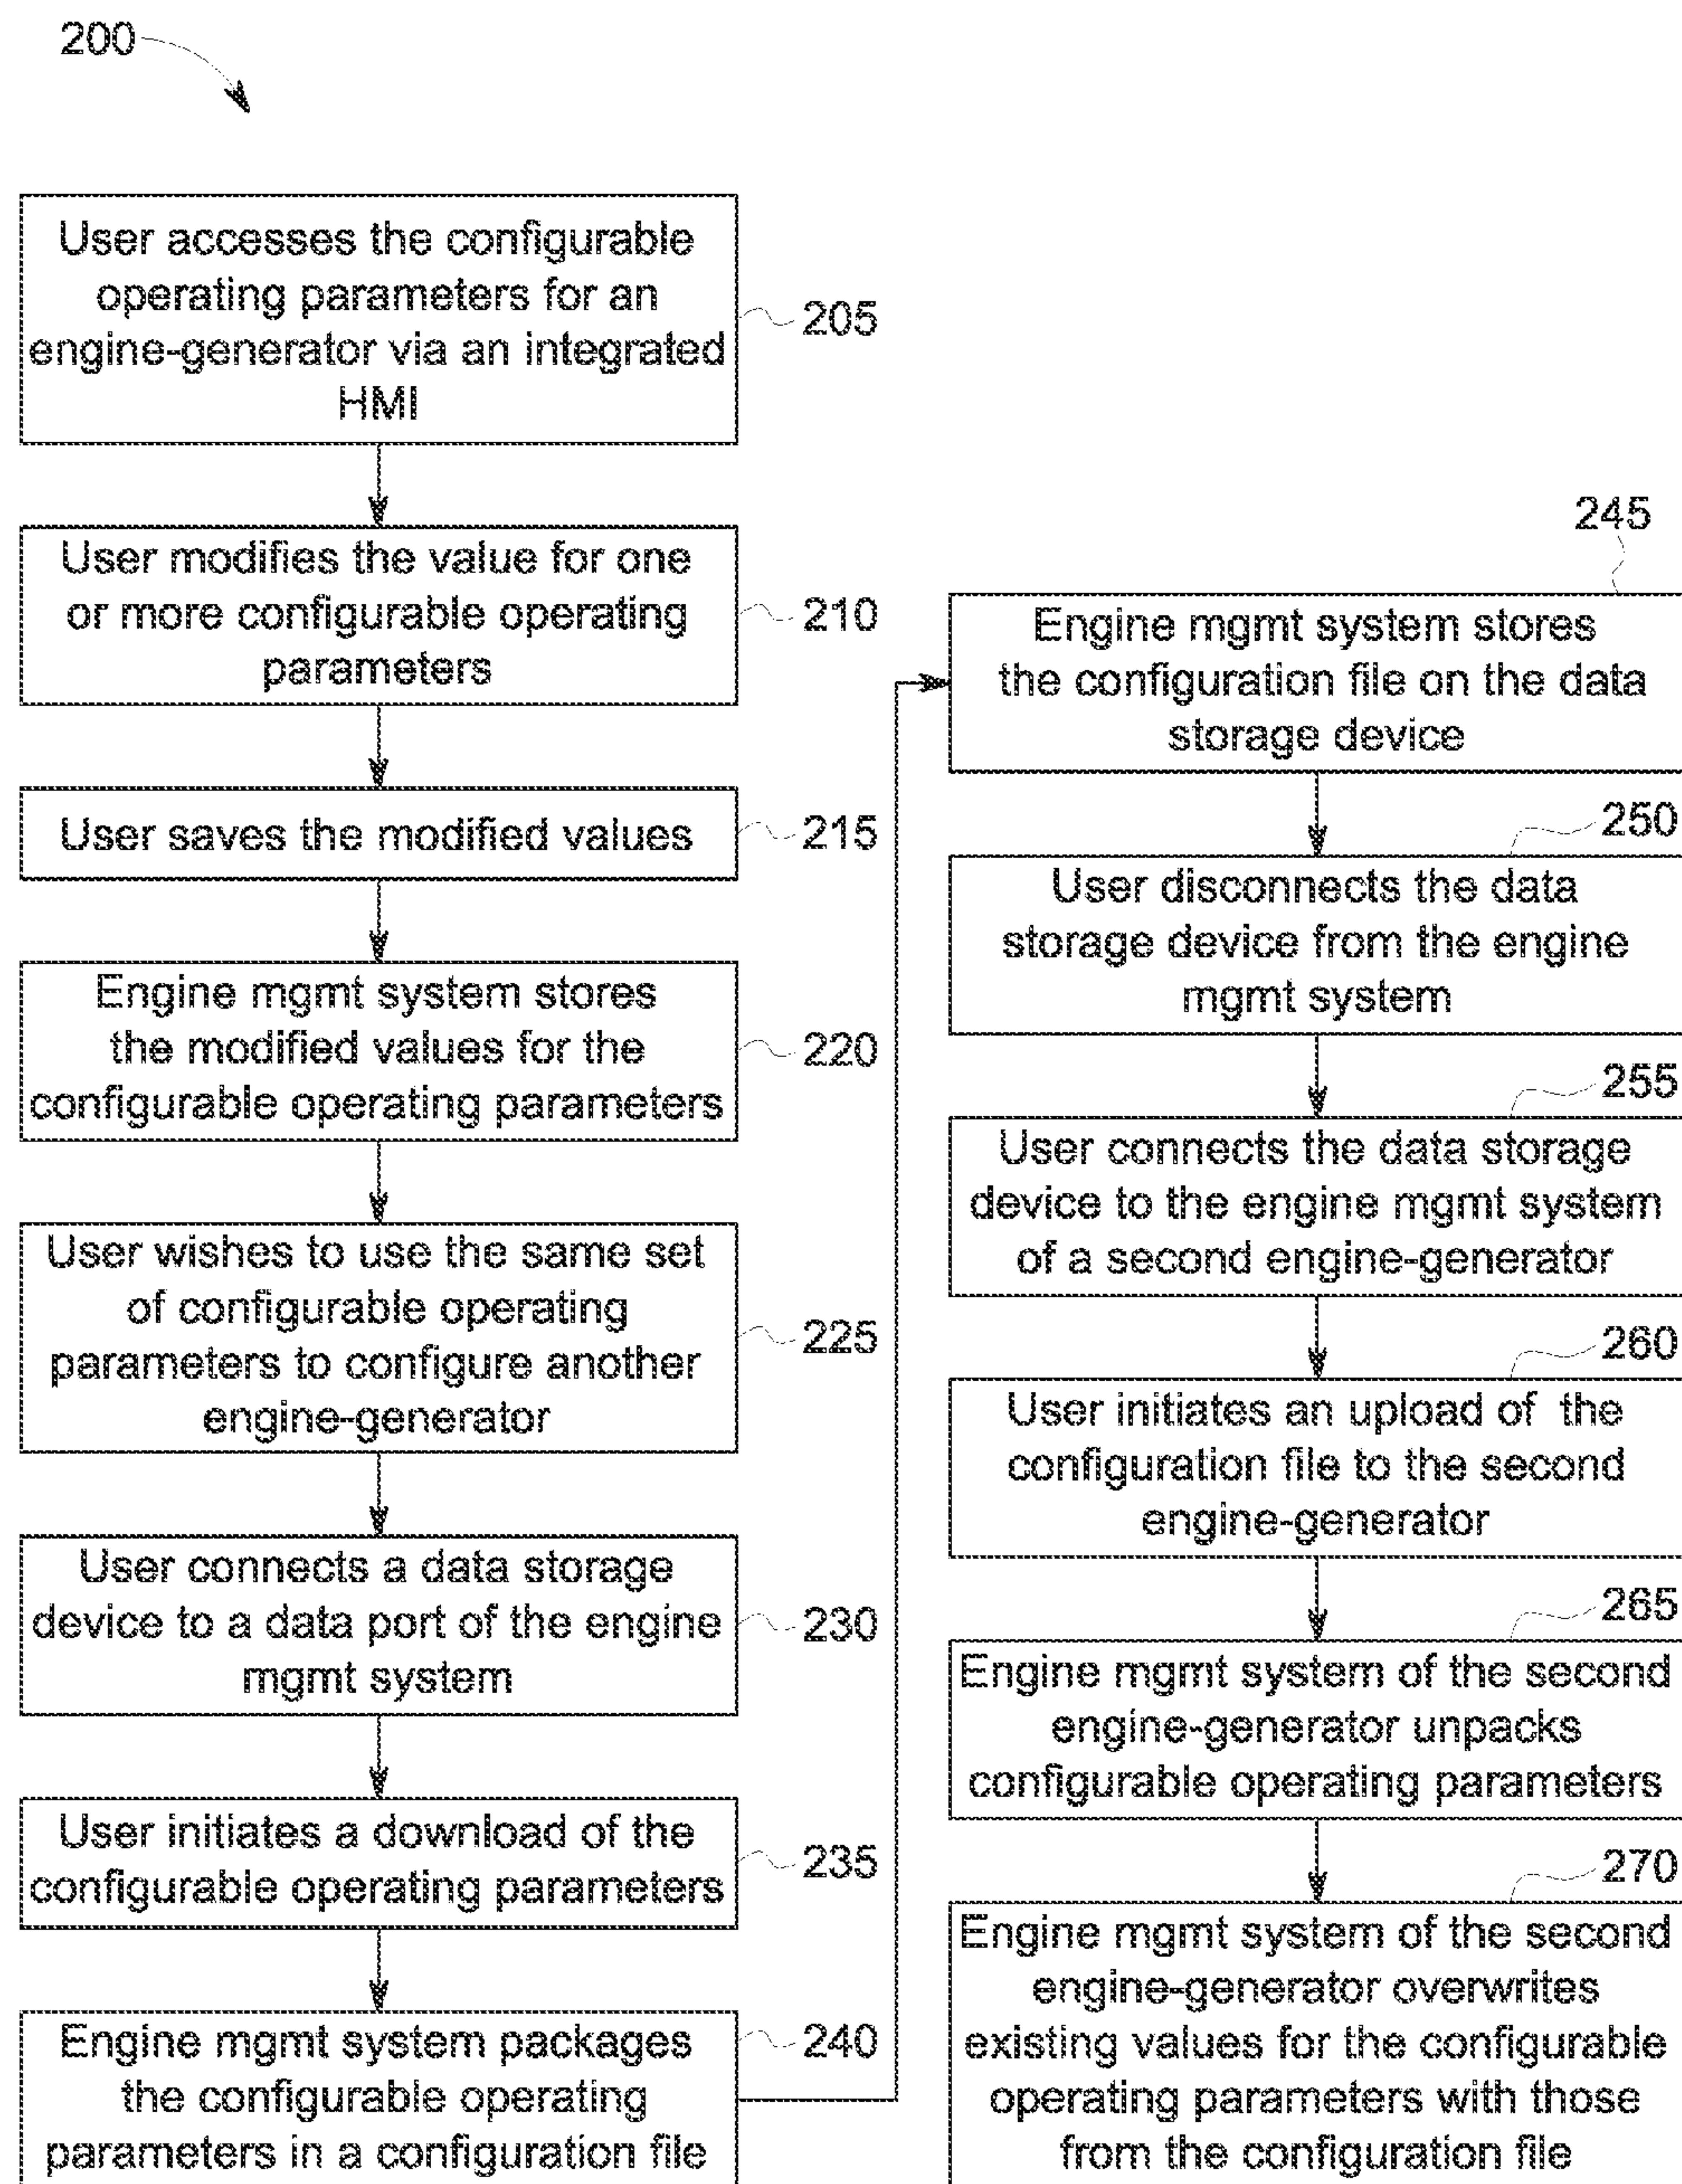 200
User accesses the configurable
operating parameters for an
engine-generator via an integrated
HMI
205
User modifies the value for one
or more configurable operating
parameters
210
User saves the modified values
215
Engine mgmt system stores
the modified values for the
configurable operating parameters
220
User wishes to use the same set
of configurable operating
parameters to configure another
engine-generator
225
User connects a data storage
device to a data port of the engine
mgmt system
230
User initiates a download of the
configurable operating parameters
235
Engine mgmt system packages
the configurable operating
parameters in a configuration file
240
245
Engine mgmt system stores
the configuration file on the data
storage device
250
User disconnects the data
storage device from the engine
mgmt system
255
User connects the data storage
device to the engine mgmt system
of a second engine-generator
260
User initiates an upload of the
configuration file to the second
engine-generator
265
Engine mgmt system of the second
engine-generator unpacks
configurable operating parameters
270
Engine mgmt system of the second
engine-generator overwrites
existing values for the configurable
operating parameters with those
from the configuration file